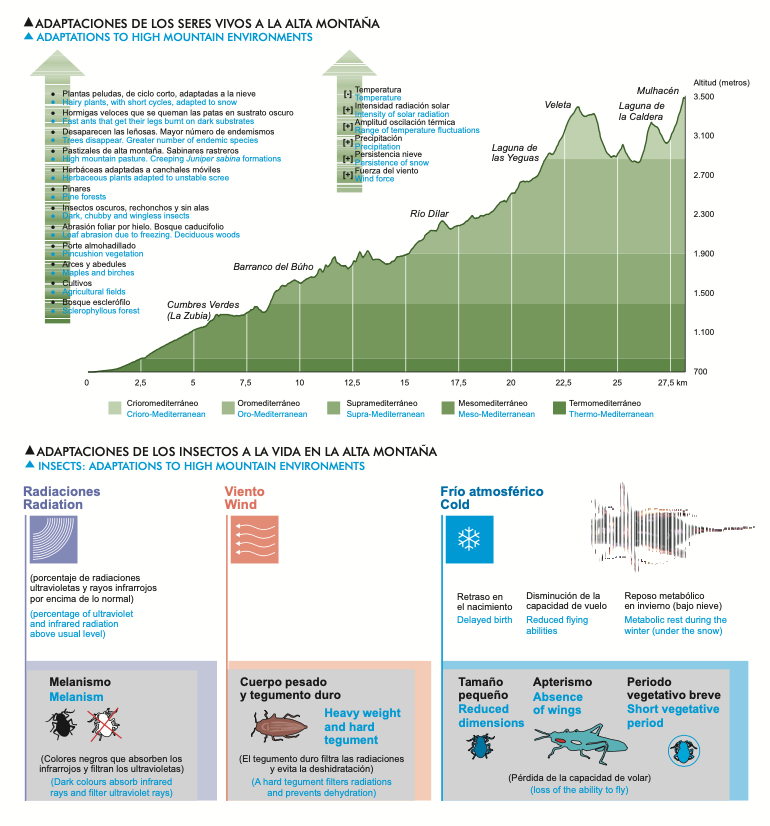 ADAPTACIONES DE LOS SERES VIVOS A LA ALTA MONTAÑA
ADAPTATIONS TO HIGH MOUNTAIN ENVIRONMENTS
Plantas peludas, de ciclo corto, adaptadas a la nieve
Hairy plants, with short cycles, adapted to snow
Hormigas veloces que se queman las patas en sustrato oscuro
Fast ants that get their legs burnt on dark substrates
Desaparecen las leñosas. Mayor número de endemismos
Trees disappear. Greater number of endemic species
Pastizales de alta montaña. Sabinares rastreros
High mountain pasture. Creeping Juniper sabina formations
Herbáceas adaptadas a canchales móviles
Herbaceous plants adapted to unstable scree
Pinares
Pine forests
Insectos oscuros, rechonchos y sin alas
Dark, chubby and wingless insects
Abrasión foliar por hielo. Bosque caducifolio
Leaf abrasion due to freezing. Deciduous woods
Porte almohadillado
Pincushion vegetation
Arces y abedules
Maples and birches
Cultivos
Agricultural fields
Bosque esclerófilo
Sclerophyllous forest
[-] Temperatura
Temperature
[+] Intensidad radiación solar
Intensity of solar radiation
[+] Amplitud oscilación térmica
Range of temperature fluctuations
[+] Precipitación
Precipitation
[+] Persistencia nieve
Persistence of snow
[+] Fuerza del viento
Wind force
Altitud (metros)
3.500
3.100
2.700
2.300
1.900
1.500
1.100
700
Mulhacén
Veleta
Laguna de
la Caldera
Laguna de
las Yeguas
Río Dílar
Barranco del Búho
Cumbres Verdes
(La Zubia)
0 2,5 5 7,5 10 12,5 15 17,5 20 22,5 25 27,5 km
Crioromediterráneo
Crioro-Mediterranean
Oromediterráneo
Oro-Mediterranean
Supramediterráneo
Supra-Mediterranean
Mesomediterráneo
Meso-Mediterranean
Termomediterráneo
Thermo-Mediterranean
ADAPTACIONES DE LOS INSECTOS A LA VIDA EN LA ALTA MONTAÑA
INSECTS: ADAPTATIONS TO HIGH MOUNTAIN ENVIRONMENTS
Radiaciones
Radiation
(porcentaje de radiaciones
ultravioletas y rayos infrarrojos
por encima de lo normal)
(percentage of ultraviolet
and infrared radiation
above usual level)
Melanismo
Melanism
(Colores negros que absorben los
infrarrojos y filtran los ultravioletas)
(Dark colours absorb infrared
rays and filter ultraviolet rays)
Viento
Wind
Cuerpo pesado
y tegumento duro
Heavy weight
and hard
tegument
(El tegumento duro filtra las radiaciones
y evita la deshidratación)
(A hard tegument filters radiations
and prevents dehydration)
Frío atmosférico
Cold
Retraso en
el nacimiento
Delayed birth
Disminución de la
capacidad de vuelo
Reduced flying
abilities
Reposo metabólico
en invierno (bajo nieve)
Metabolic rest during the
winter (under the snow)
Tamaño
pequeño
Reduced
dimensions
Apterismo
Absence
of wings
Periodo
vegetativo breve
Short vegetative
period
(Pérdida de la capacidad de volar)
(loss of the ability to fly)